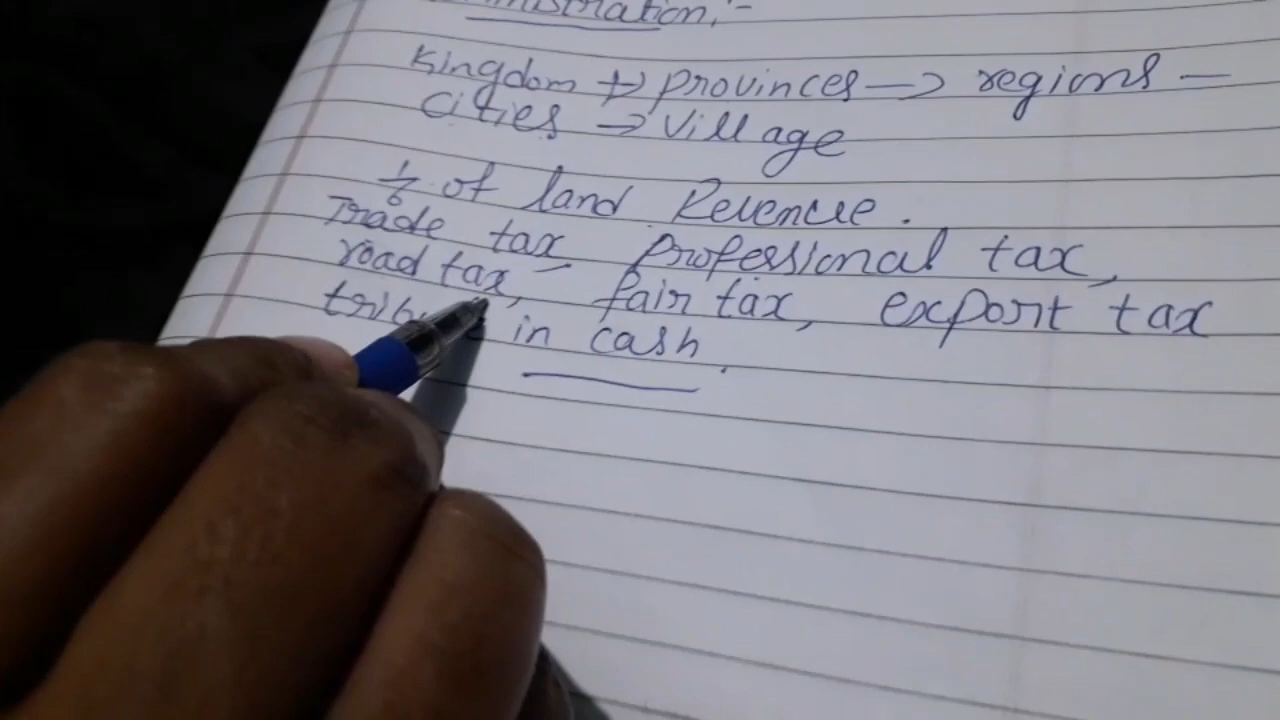 ministration,:-
Kingdom → provinces → regions —
cities → village
1/6 of land Revenue.
Trade tax, professional tax,
road tax, fair tax, export tax
in cash